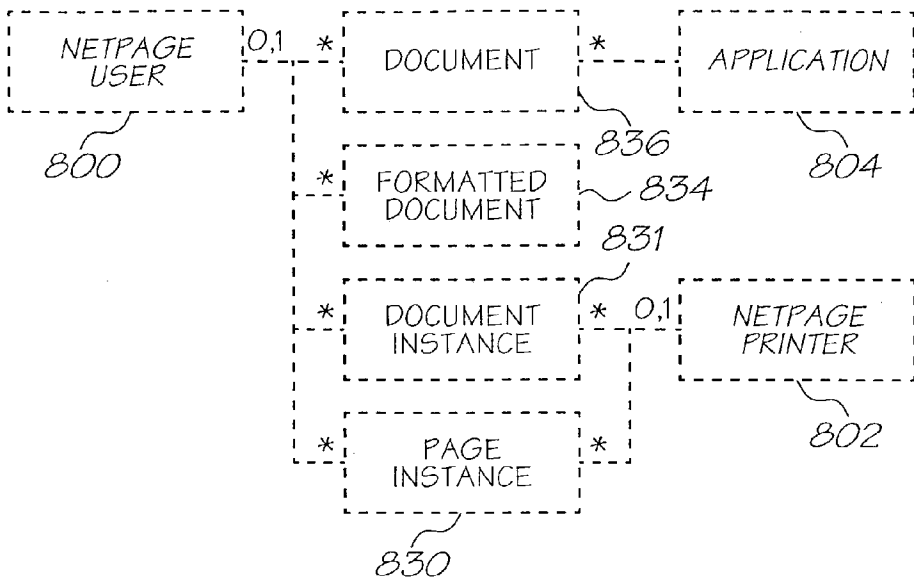 NETPAGE
USER
0,1
*
DOCUMENT
*
APPLICATION
800
836
804
*
FORMATTED
DOCUMENT
834
831
*
DOCUMENT
INSTANCE
*
0,1
NETPAGE
PRINTER
802
*
PAGE
INSTANCE
*
830